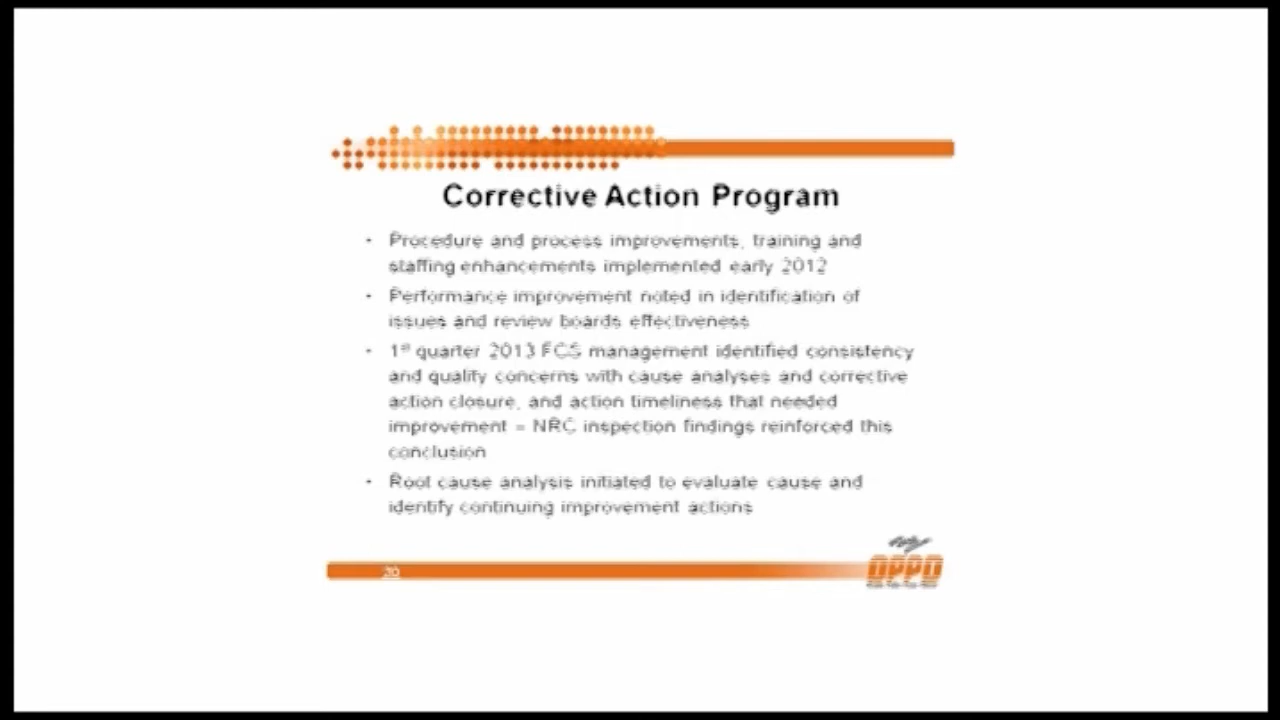 Corrective Action Program
• Procedure and process improvements, training and
staffing enhancements implemented early 2012
• Performance improvement noted in identification of
issues and review boards effectiveness
• 1st quarter 2013 FCS management identified consistency
and quality concerns with cause analyses and corrective
action closure, and action timeliness that needed
improvement – NRC inspection findings reinforced this
conclusion
• Root cause analysis initiated to evaluate cause and
identify continuing improvement actions
OPPD